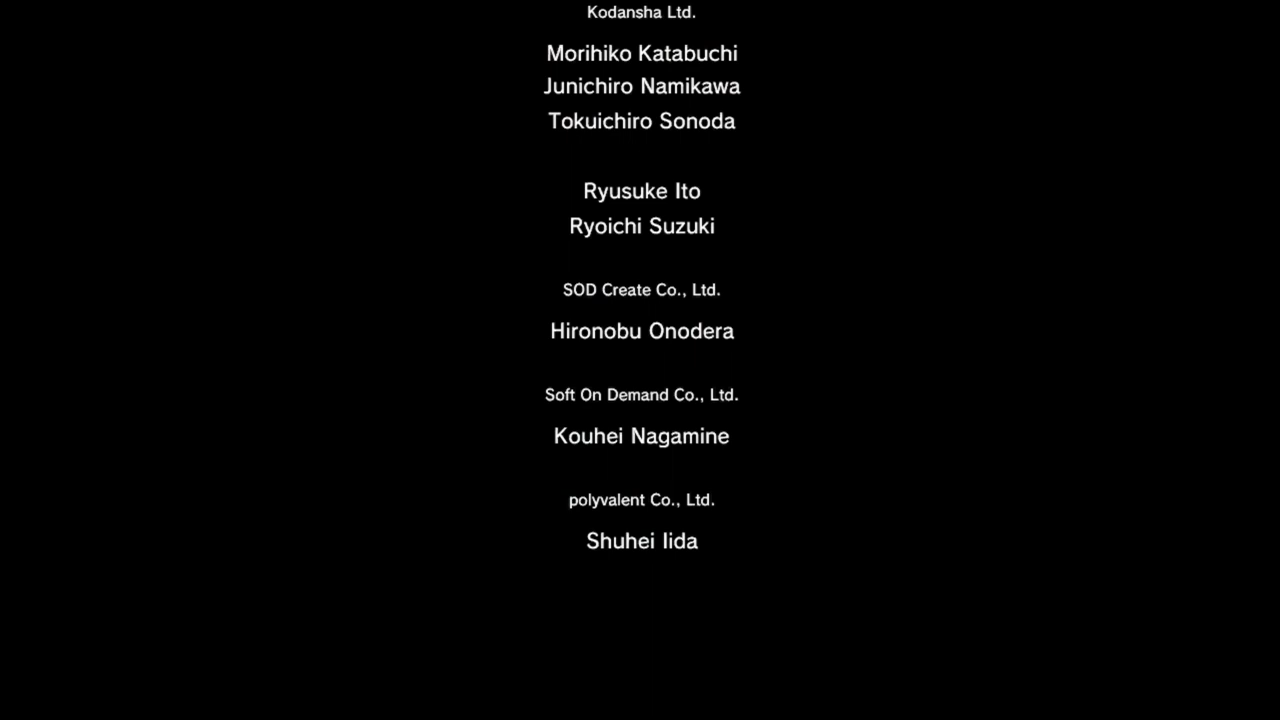 Kodansha Ltd.
Morihiko Katabuchi
Junichiro Namikawa
Tokuichiro Sonoda
Ryusuke Ito
Ryoichi Suzuki
SOD Create Co., Ltd.
Hironobu Onodera
Soft On Demand Co., Ltd.
Kouhei Nagamine
polyvalent Co., Ltd.
Shuhei Iida